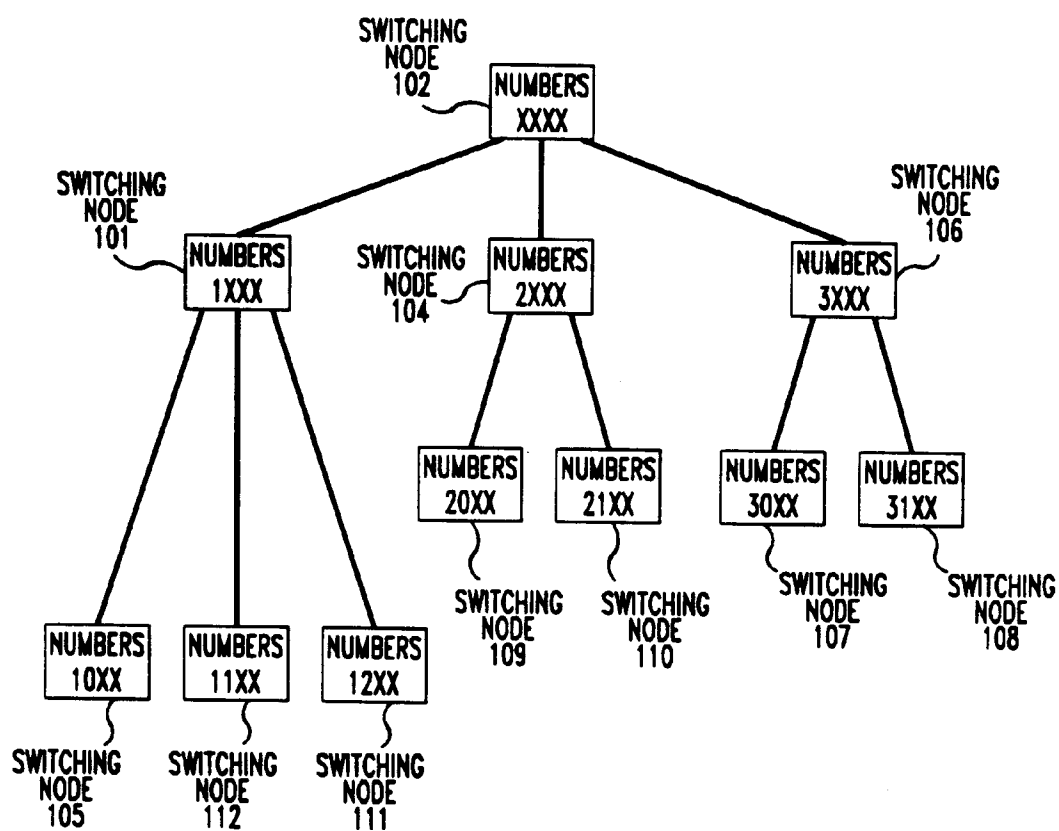 SWITCHING
NODE
102
NUMBERS
XXXX
SWITCHING
NODE
101
NUMBERS
1XXX
SWITCHING
NODE
104
NUMBERS
2XXX
SWITCHING
NODE
106
NUMBERS
3XXX
NUMBERS
20XX
SWITCHING
NODE
109
NUMBERS
21XX
SWITCHING
NODE
110
NUMBERS
30XX
SWITCHING
NODE
107
NUMBERS
31XX
SWITCHING
NODE
108
NUMBERS
10XX
SWITCHING
NODE
105
NUMBERS
11XX
SWITCHING
NODE
112
NUMBERS
12XX
SWITCHING
NODE
111